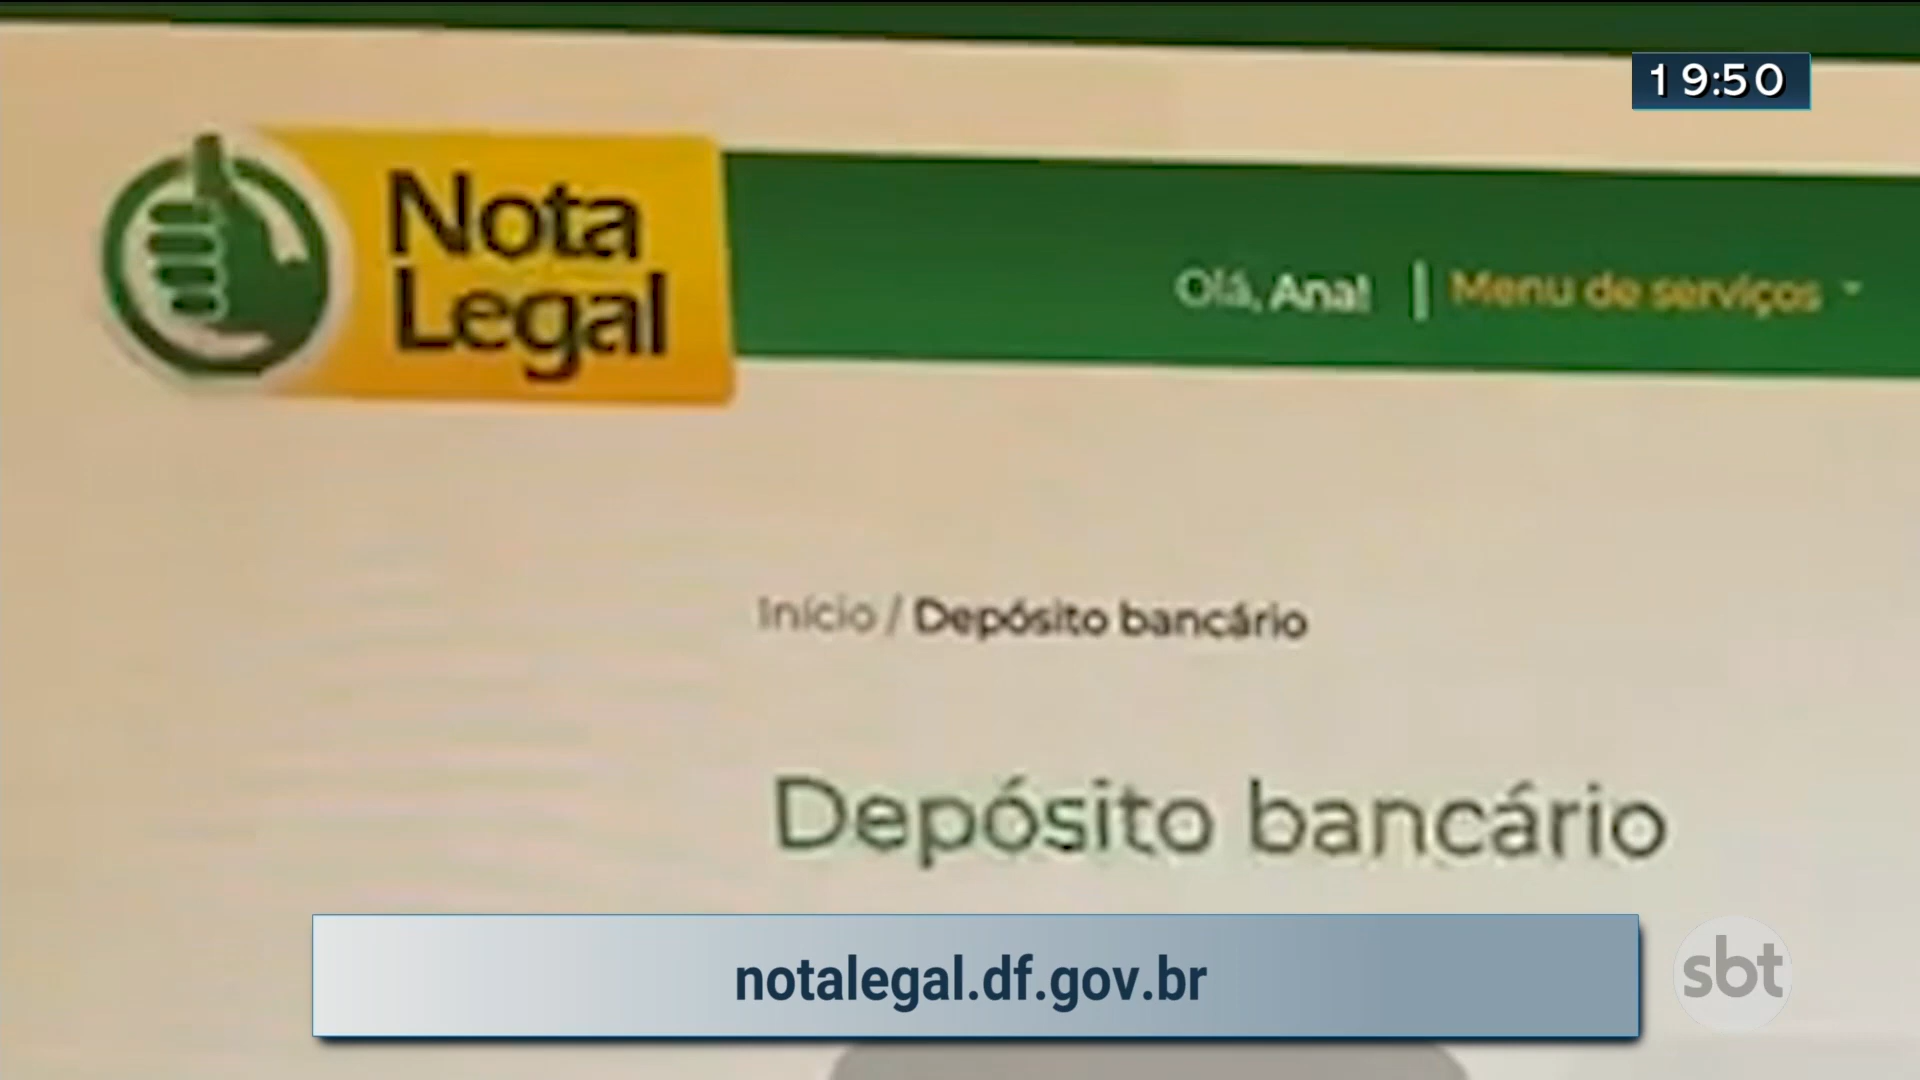 19:50
Nota
Legal
Olá, Ana! | Menu de serviços
Início / Depósito bancário
Depósito bancário
notalegal.df.gov.br
sbt